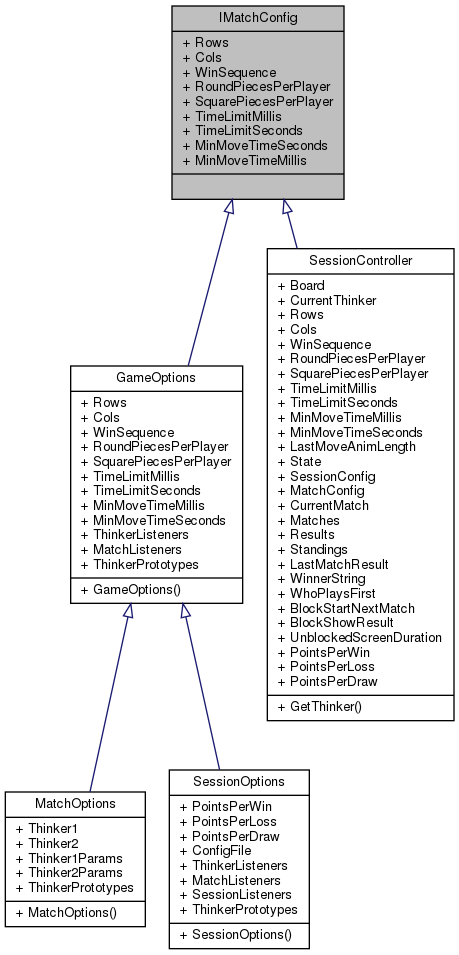 IMatchConfig
+ Rows
+ Cols
+ WinSequence
+ RoundPiecesPerPlayer
+ SquarePiecesPerPlayer
+ TimeLimitMillis
+ TimeLimitSeconds
+ MinMoveTimeSeconds
+ MinMoveTimeMillis
SessionController
+ Board
+ CurrentThinker
+ Rows
+ Cols
+ WinSequence
+ RoundPiecesPerPlayer
+ SquarePiecesPerPlayer
+ TimeLimitMillis
+ TimeLimitSeconds
+ MinMoveTimeMillis
+ MinMoveTimeSeconds
+ LastMoveAnimLength
+ State
+ SessionConfig
+ MatchConfig
+ CurrentMatch
+ Matches
+ Results
+ Standings
+ LastMatchResult
+ WinnerString
+ WhoPlaysFirst
+ BlockStartNextMatch
+ BlockShowResult
+ UnblockedScreenDuration
+ PointsPerWin
+ PointsPerLoss
+ PointsPerDraw
+ GetThinker()
GameOptions
+ Rows
+ Cols
+ WinSequence
+ RoundPiecesPerPlayer
+ SquarePiecesPerPlayer
+ TimeLimitMillis
+ TimeLimitSeconds
+ MinMoveTimeMillis
+ MinMoveTimeSeconds
+ ThinkerListeners
+ MatchListeners
+ ThinkerPrototypes
+ GameOptions()
MatchOptions
+ Thinker1
+ Thinker2
+ Thinker1Params
+ Thinker2Params
+ ThinkerPrototypes
+ MatchOptions()
SessionOptions
+ PointsPerWin
+ PointsPerLoss
+ PointsPerDraw
+ ConfigFile
+ ThinkerListeners
+ MatchListeners
+ SessionListeners
+ ThinkerPrototypes
+ SessionOptions()